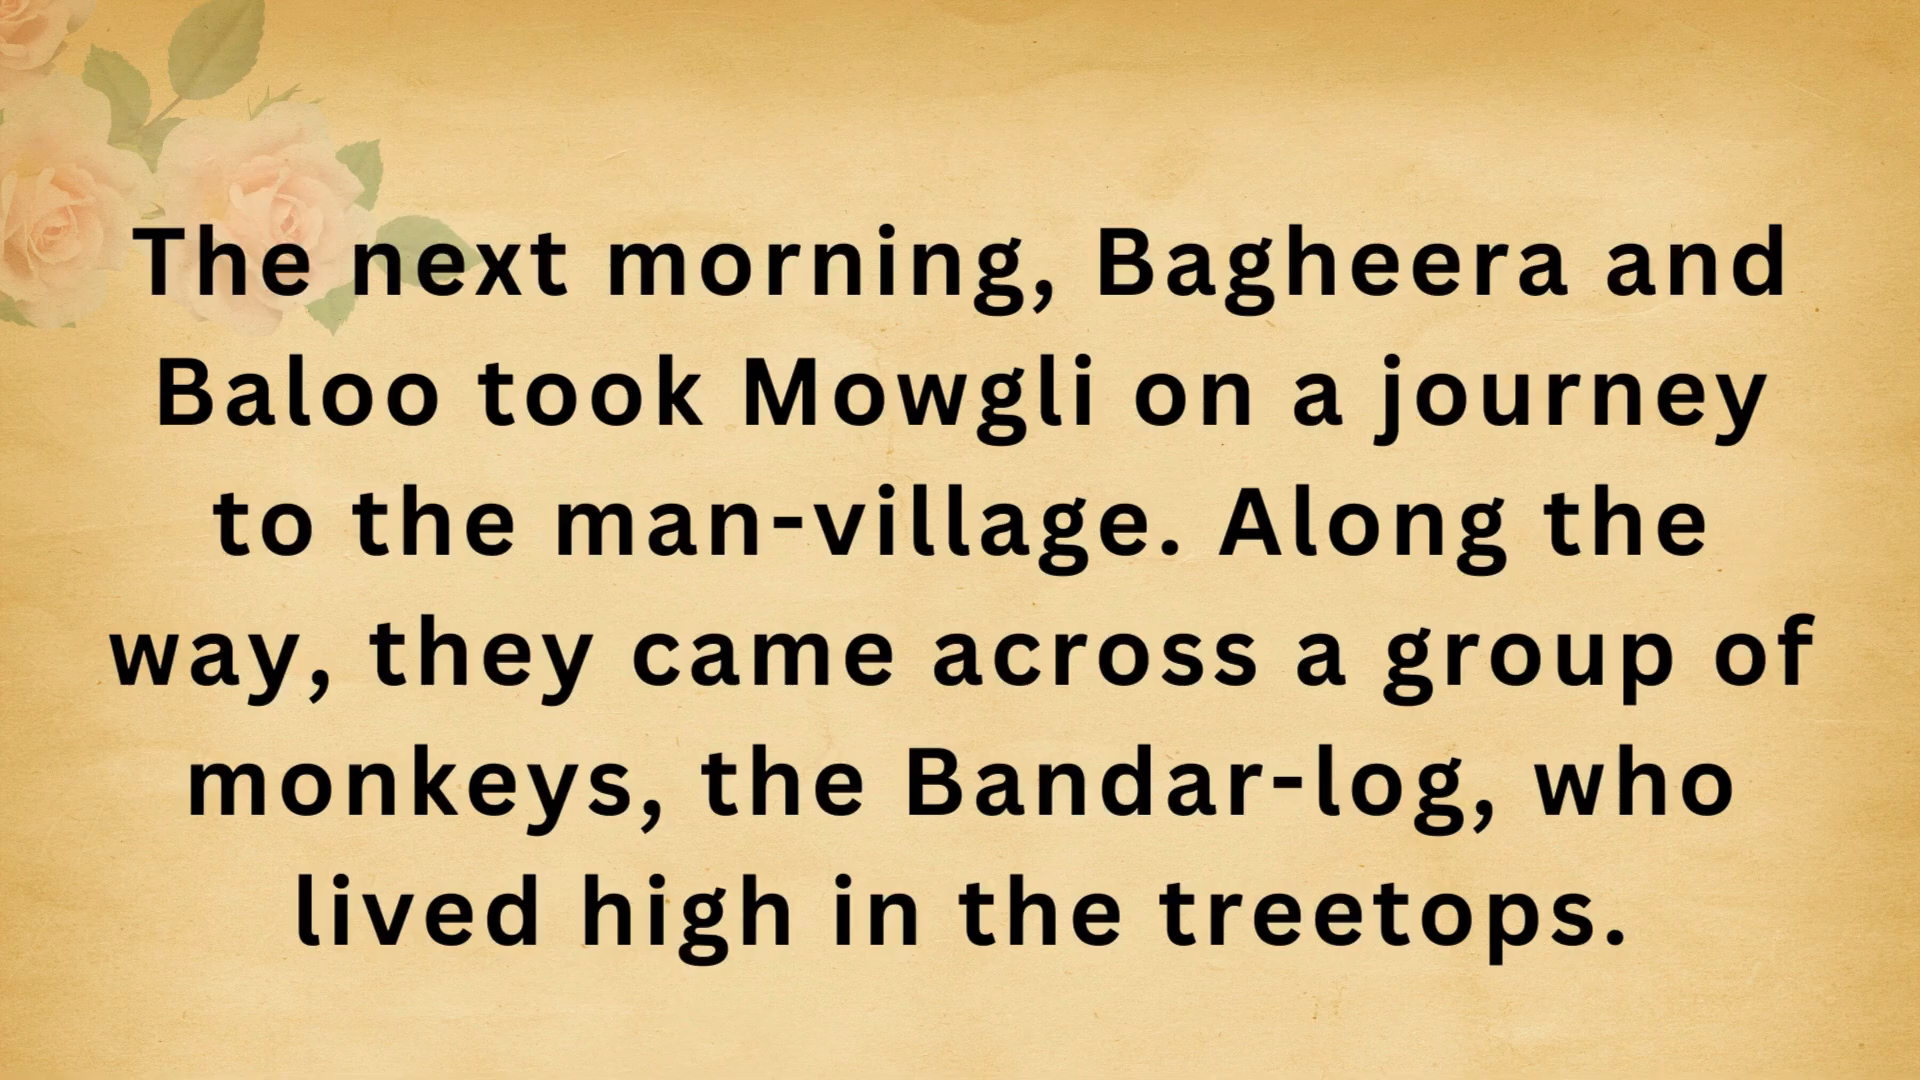 The next morning, Bagheera and
Baloo took Mowgli on a journey
to the man-village. Along the
way, they came across a group of
monkeys, the Bandar-log, who
lived high in the treetops.